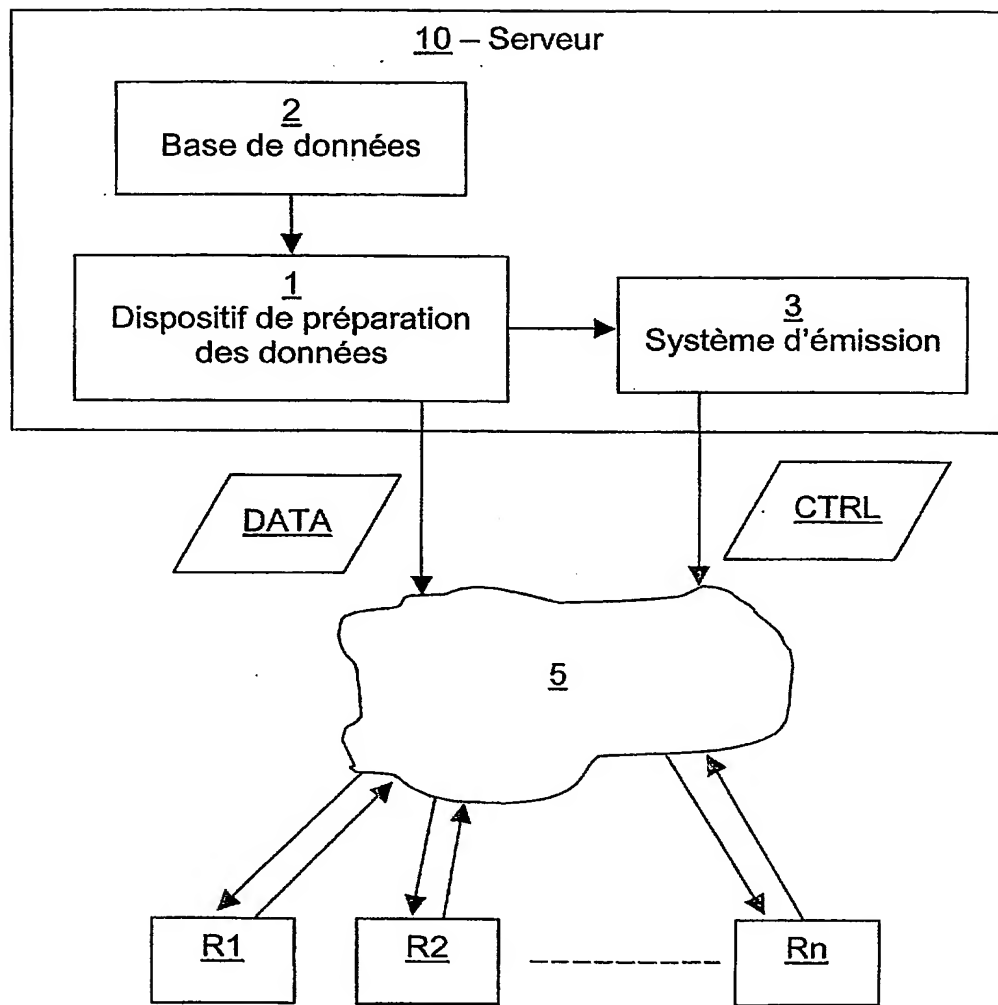 10 – Serveur
2
Base de données
1
Dispositif de préparation
des données
3
Système d'émission
DATA
CTRL
5
R1
R2
Rn